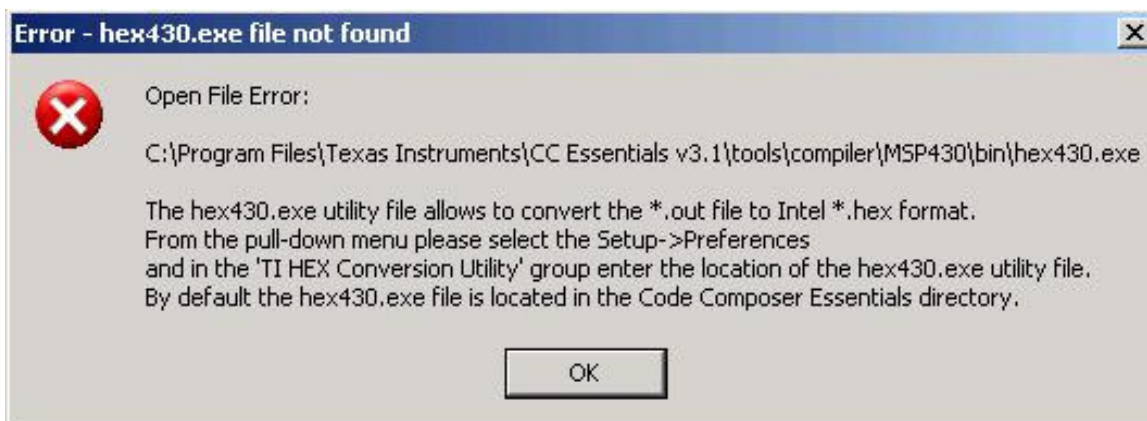 Error - hex430.exe file not found
Open File Error:
C:\Program Files\Texas Instruments\CC Essentials v3.1\tools\compiler\MSP430\bin\hex430.exe
The hex430.exe utility file allows to convert the *.out file to Intel *.hex format.
From the pull-down menu please select the Setup->Preferences
and in the 'TI HEX Conversion Utility' group enter the location of the hex430.exe utility file.
By default the hex430.exe file is located in the Code Composer Essentials directory.
OK